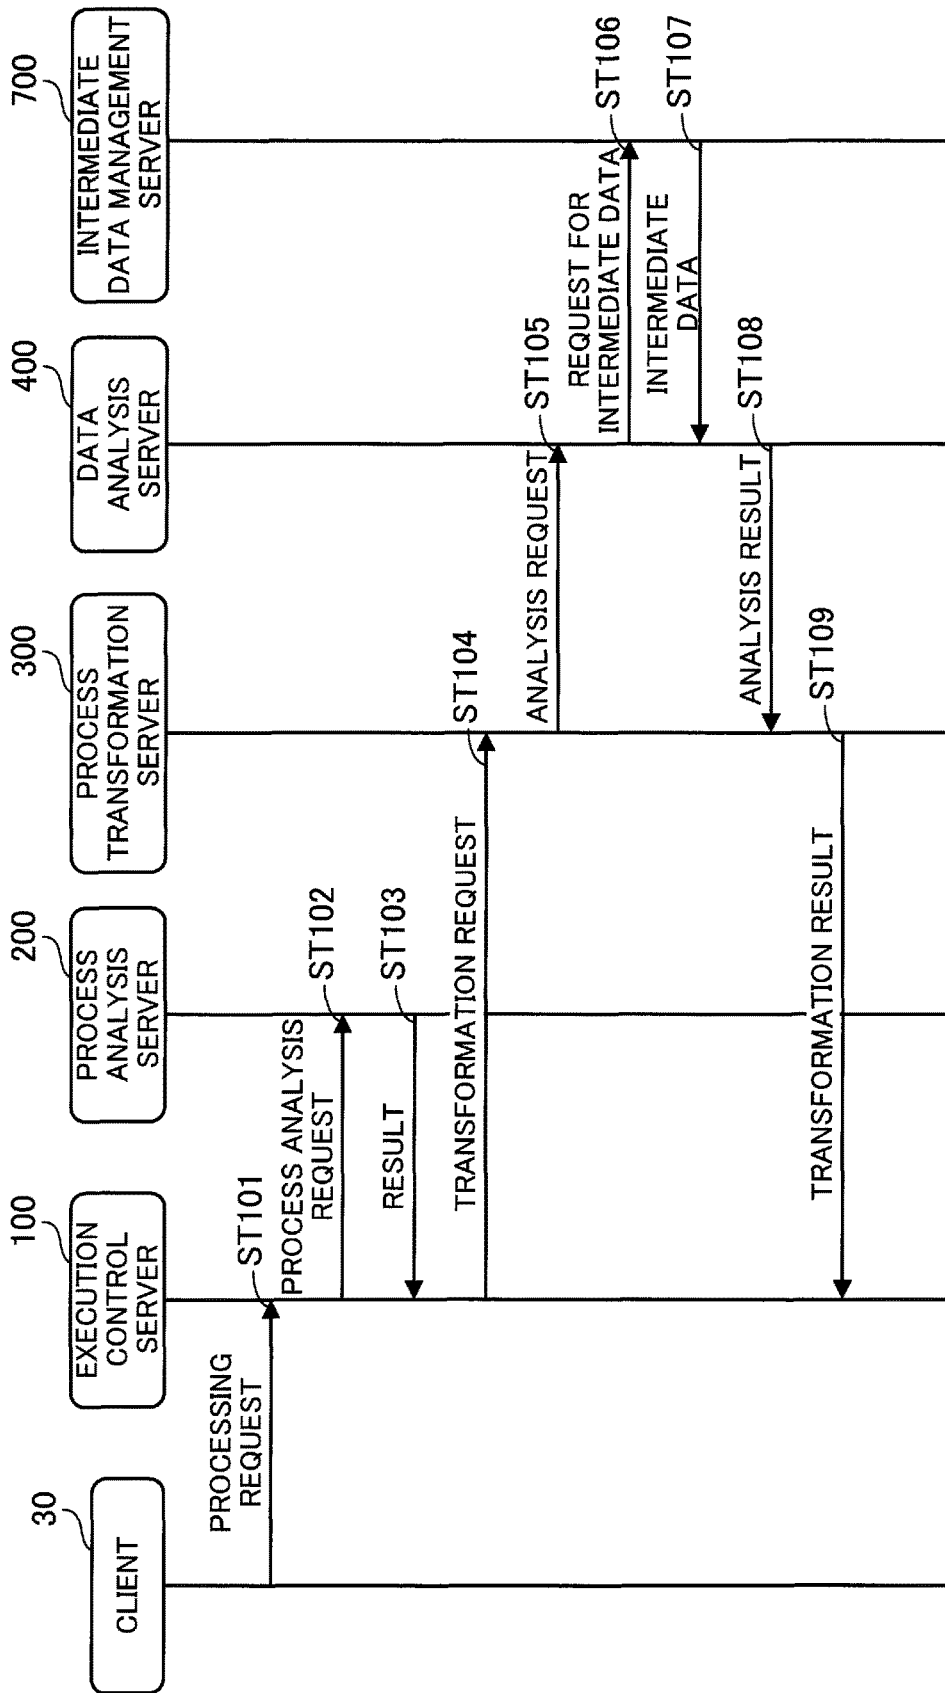 30
CLIENT
100
EXECUTION
CONTROL
SERVER
200
PROCESS
ANALYSIS
SERVER
300
PROCESS
TRANSFORMATION
SERVER
400
DATA
ANALYSIS
SERVER
700
INTERMEDIATE
DATA MANAGEMENT
SERVER
PROCESSING
REQUEST
ST101
PROCESS ANALYSIS
REQUEST
ST102
RESULT
ST103
TRANSFORMATION REQUEST
ST104
ANALYSIS REQUEST
ST105
REQUEST FOR
INTERMEDIATE DATA
ST106
INTERMEDIATE
DATA
ST107
ANALYSIS RESULT
ST108
TRANSFORMATION RESULT
ST109